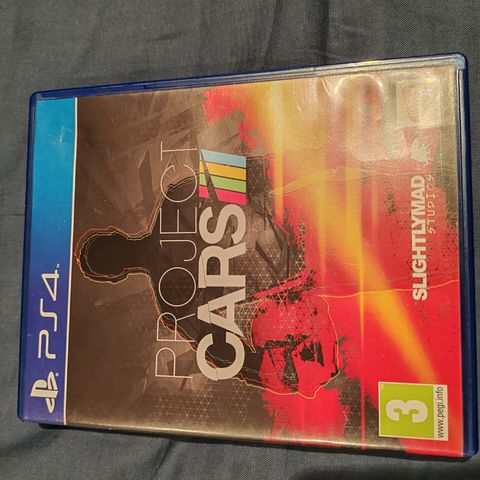 PS4
PROJECT
CARS
SLIGHTLYMAD
STUDIOS
3
www.pegi.info